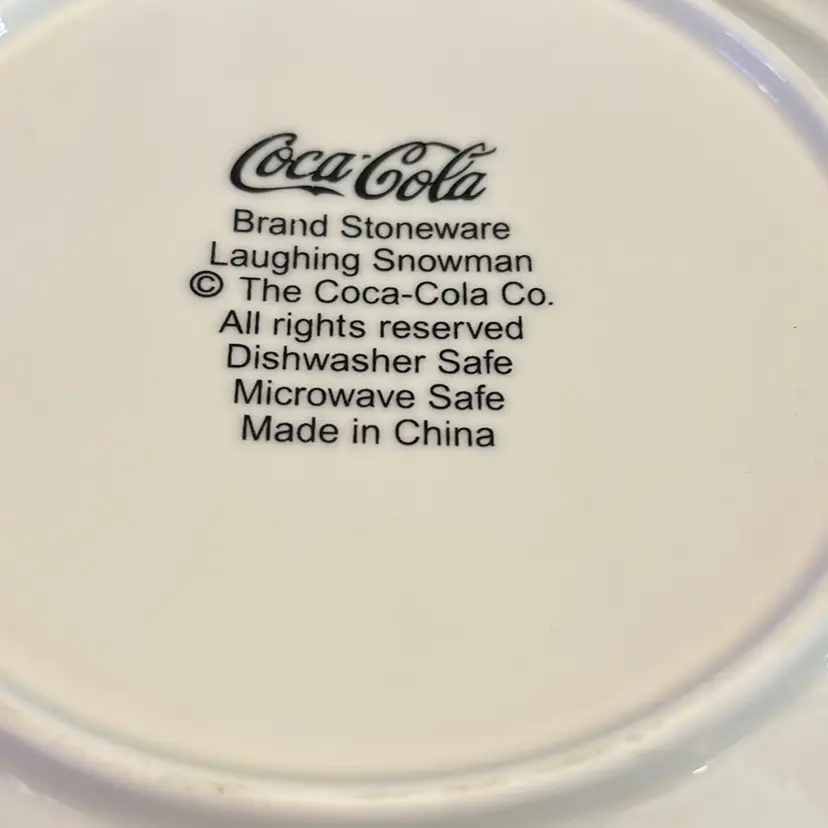 Coca-Cola
Brand Stoneware
Laughing Snowman
© The Coca-Cola Co.
All rights reserved
Dishwasher Safe
Microwave Safe
Made in China